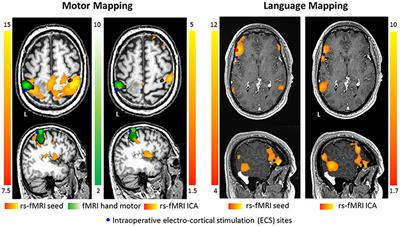 Motor Mapping
Language Mapping
15
10
5
12
10
L
L
7.5
2
1.5
4
1.7
rs-fMRI seed
fMRI hand motor
rs-fMRI ICA
rs-fMRI seed
rs-fMRI ICA
Intraoperative electro-cortical stimulation (ECS) sites